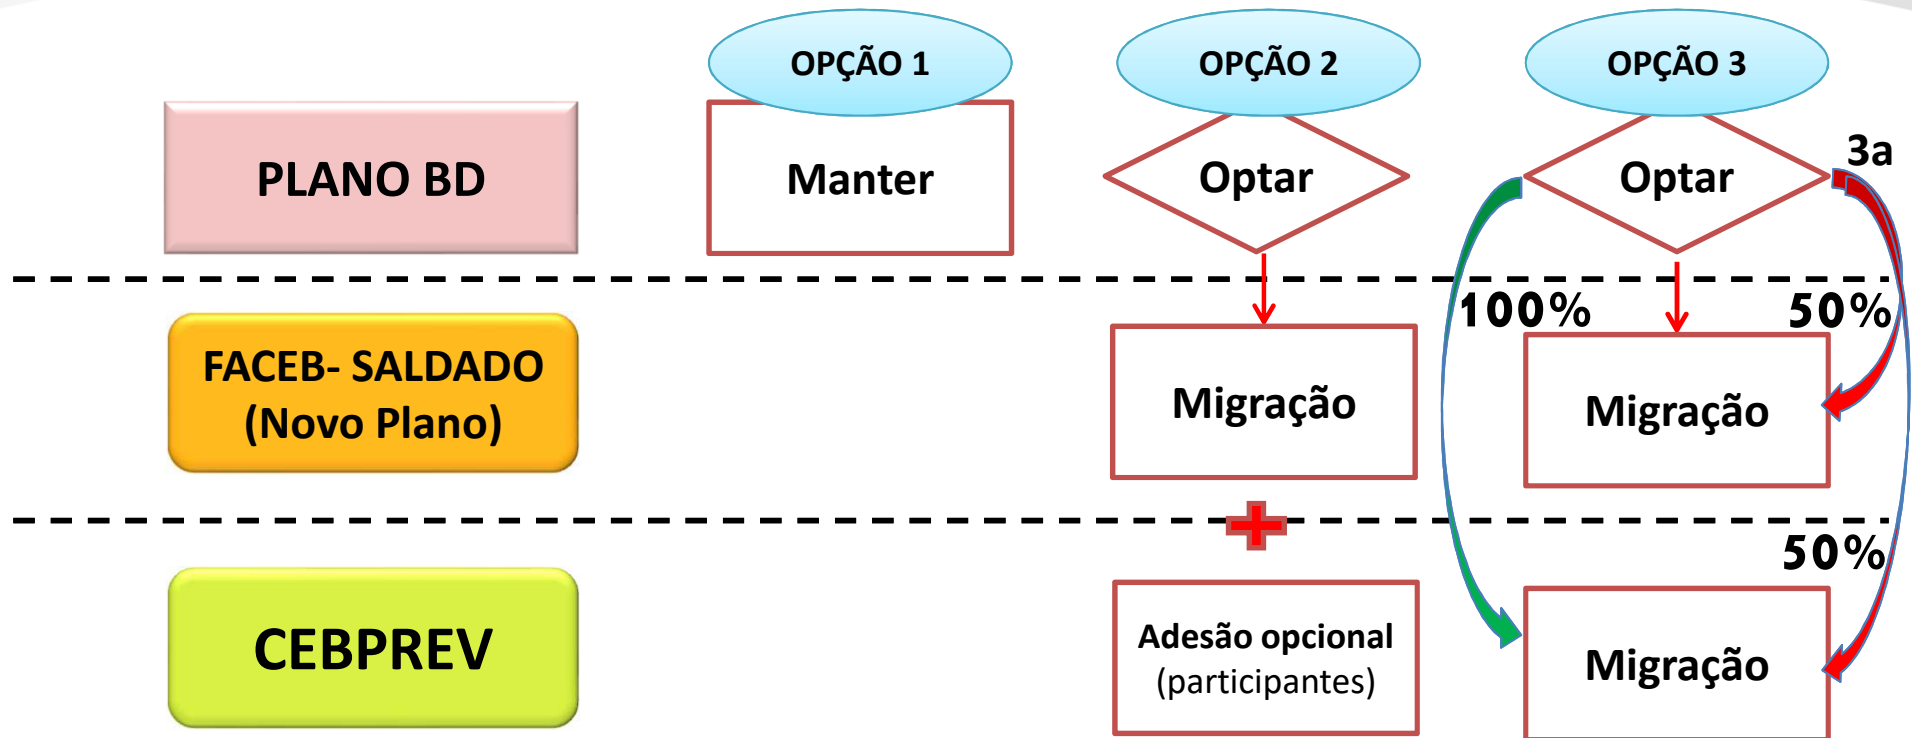 OPÇÃO 1
OPÇÃO 2
OPÇÃO 3
PLANO BD
Manter
Optar
Optar
3a
100%
50%
FACEB- SALDADO
(Novo Plano)
Migração
Migração
50%
CEBPREV
Adesão opcional
(participantes)
Migração